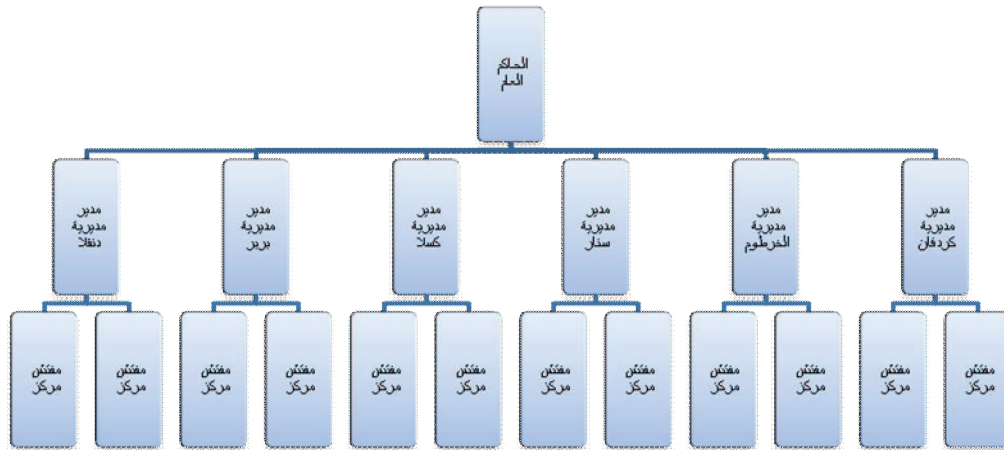 الحاكم
العام
مدير
مديرية
كردفان
مدير
مديرية
الخرطوم
مدير
مديرية
سنار
مدير
مديرية
كسلا
مدير
مديرية
بربر
مدير
مديرية
دنقلا
مفتش
مركز
مفتش
مركز
مفتش
مركز
مفتش
مركز
مفتش
مركز
مفتش
مركز
مفتش
مركز
مفتش
مركز
مفتش
مركز
مفتش
مركز
مفتش
مركز
مفتش
مركز